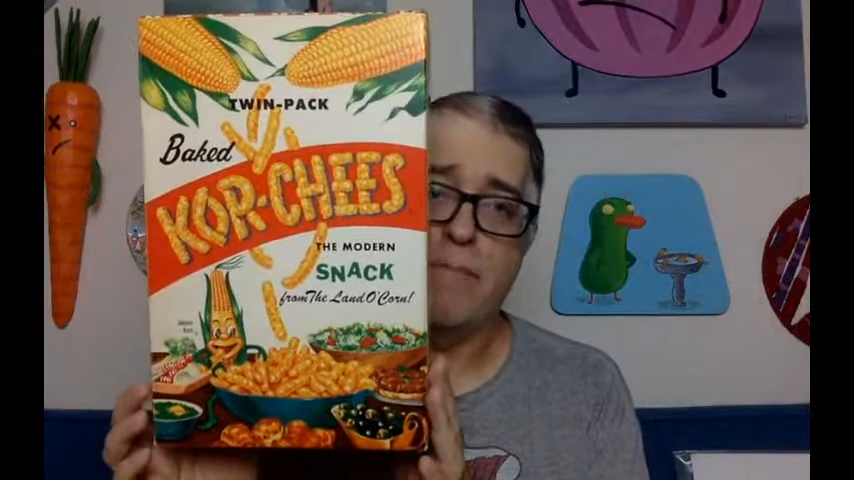 TWIN-PACK
Baked
KOR-CHEES
THE MODERN
SNACK
from The Land O'Corn!